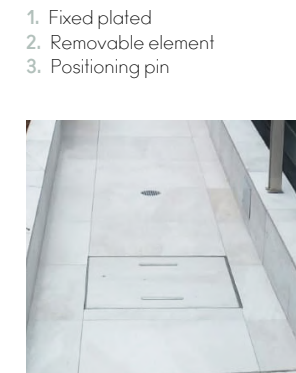 1. Fixed plated
2. Removable element
3. Positioning pin